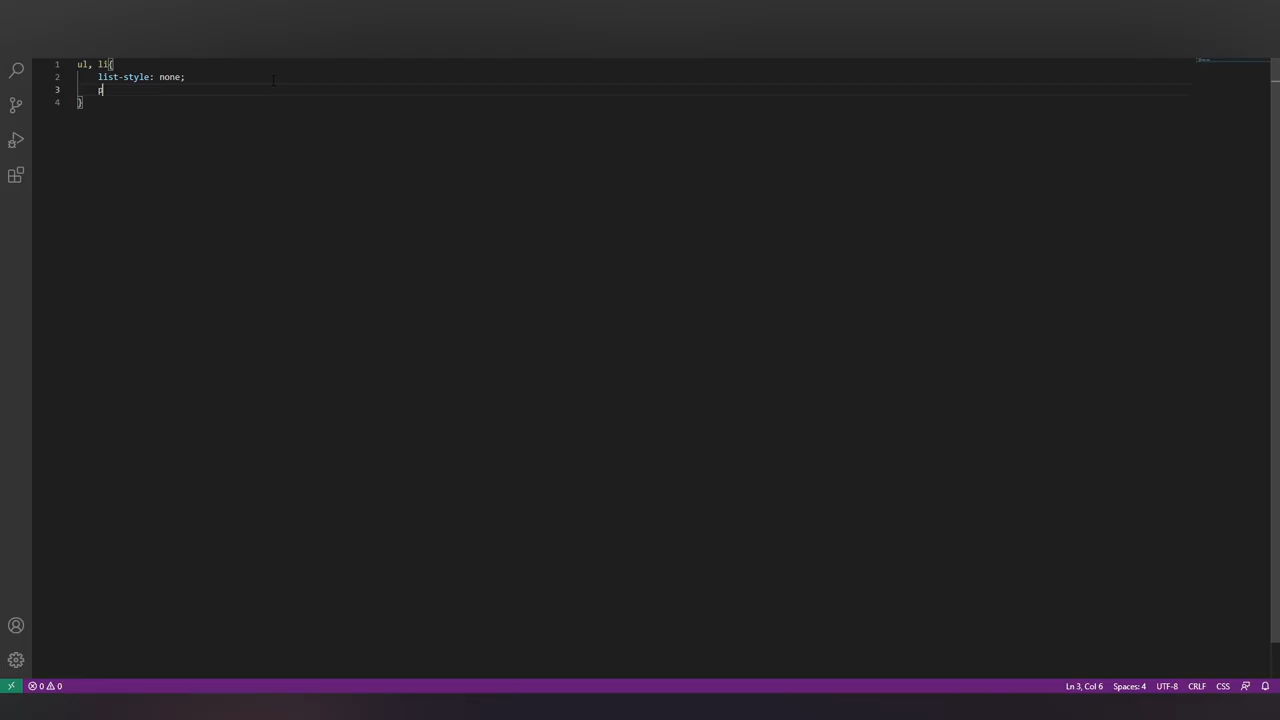 1 ul, li{
2 list-style: none;
3 p
4 }
0 0 Ln 3, Col 6 Spaces: 4 UTF-8 CRLF CSS